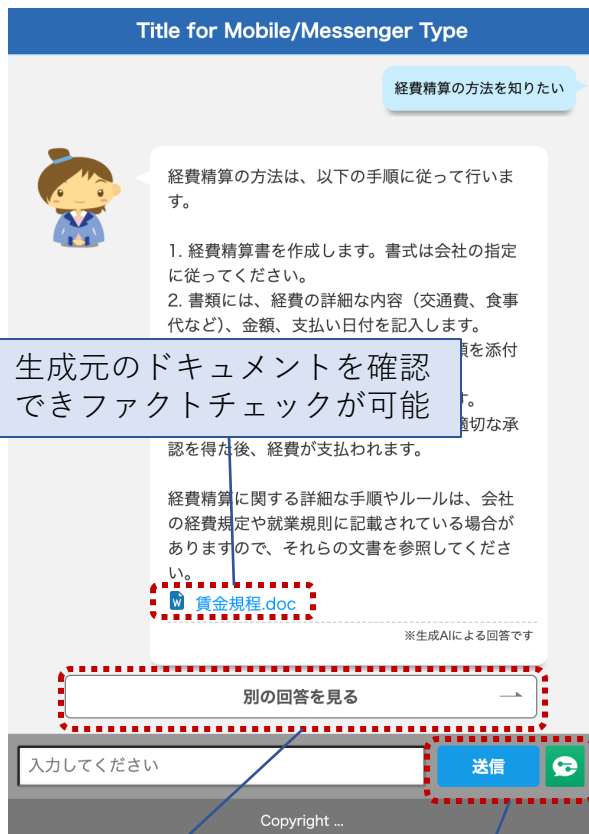 Title for Mobile/Messenger Type
経費精算の方法を知りたい
経費精算の方法は、以下の手順に従って行いま
す。
1. 経費精算書を作成します。書式は会社の指定
に従ってください。
2. 書類には、経費の詳細な内容（交通費、食事
代など）、金額、支払い日付を記入します。
を添付
生成元のドキュメントを確認
できファクトチェックが可能
す。
適切な承
認を得た後、経費が支払われます。
経費精算に関する詳細な手順やルールは、会社
の経費規定や就業規則に記載されている場合が
ありますので、それらの文書を参照してくださ
い。
W 賃金規程.doc
※生成AIによる回答です
別の回答を見る
入力してください
送信
Copyright ...